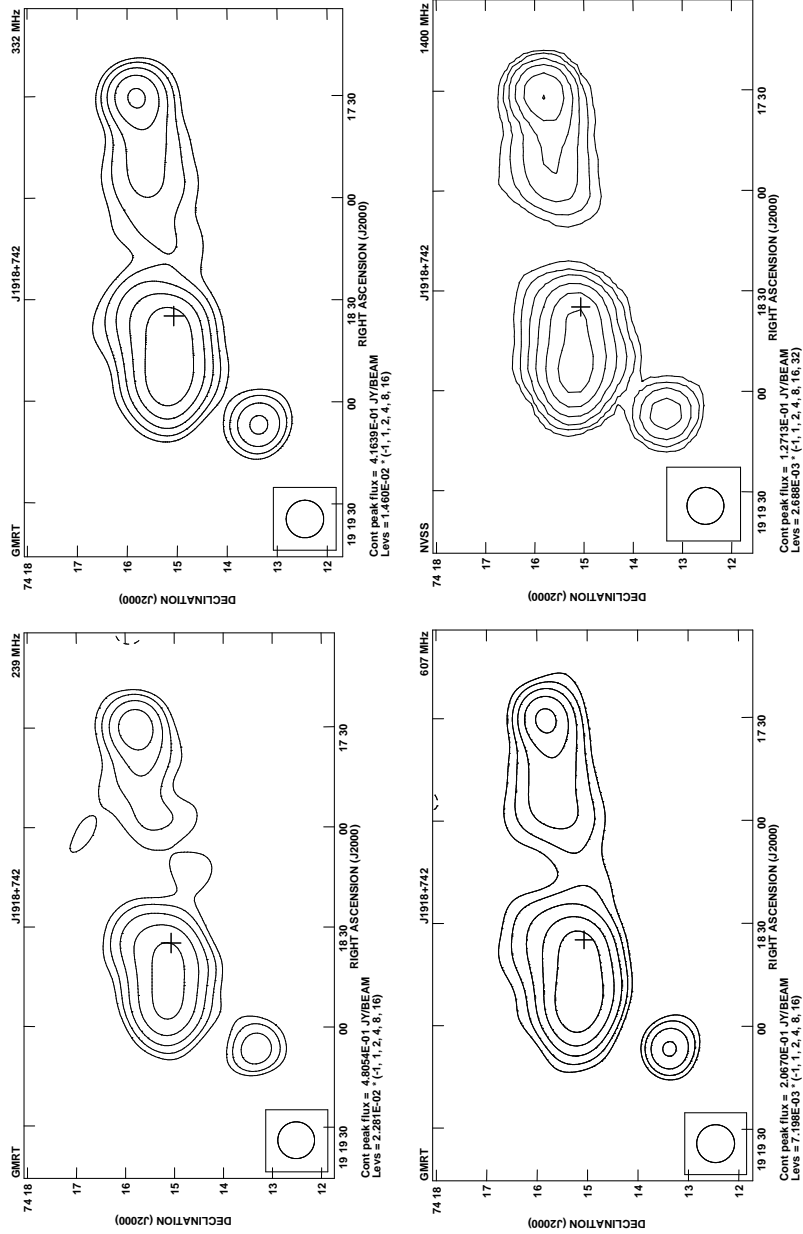 GMRT J1918+742 239 MHz
DECLINATION (J2000)
74 18
17
16
15
14
13
12
19 19 30 00 18 30 00 17 30
RIGHT ASCENSION (J2000)
Cont peak flux = 4.8054E-01 JY/BEAM
Levs = 2.281E-02 * (-1, 1, 2, 4, 8, 16)
GMRT J1918+742 332 MHz
DECLINATION (J2000)
74 18
17
16
15
14
13
12
19 19 30 00 18 30 00 17 30
RIGHT ASCENSION (J2000)
Cont peak flux = 4.1639E-01 JY/BEAM
Levs = 1.460E-02 * (-1, 1, 2, 4, 8, 16)
GMRT J1918+742 607 MHz
DECLINATION (J2000)
74 18
17
16
15
14
13
12
19 19 30 00 18 30 00 17 30
RIGHT ASCENSION (J2000)
Cont peak flux = 2.0670E-01 JY/BEAM
Levs = 7.198E-03 * (-1, 1, 2, 4, 8, 16)
NVSS J1918+742 1400 MHz
DECLINATION (J2000)
74 18
17
16
15
14
13
12
19 19 30 00 18 30 00 17 30
RIGHT ASCENSION (J2000)
Cont peak flux = 1.2713E-01 JY/BEAM
Levs = 2.688E-03 * (-1, 1, 2, 4, 8, 16, 32)